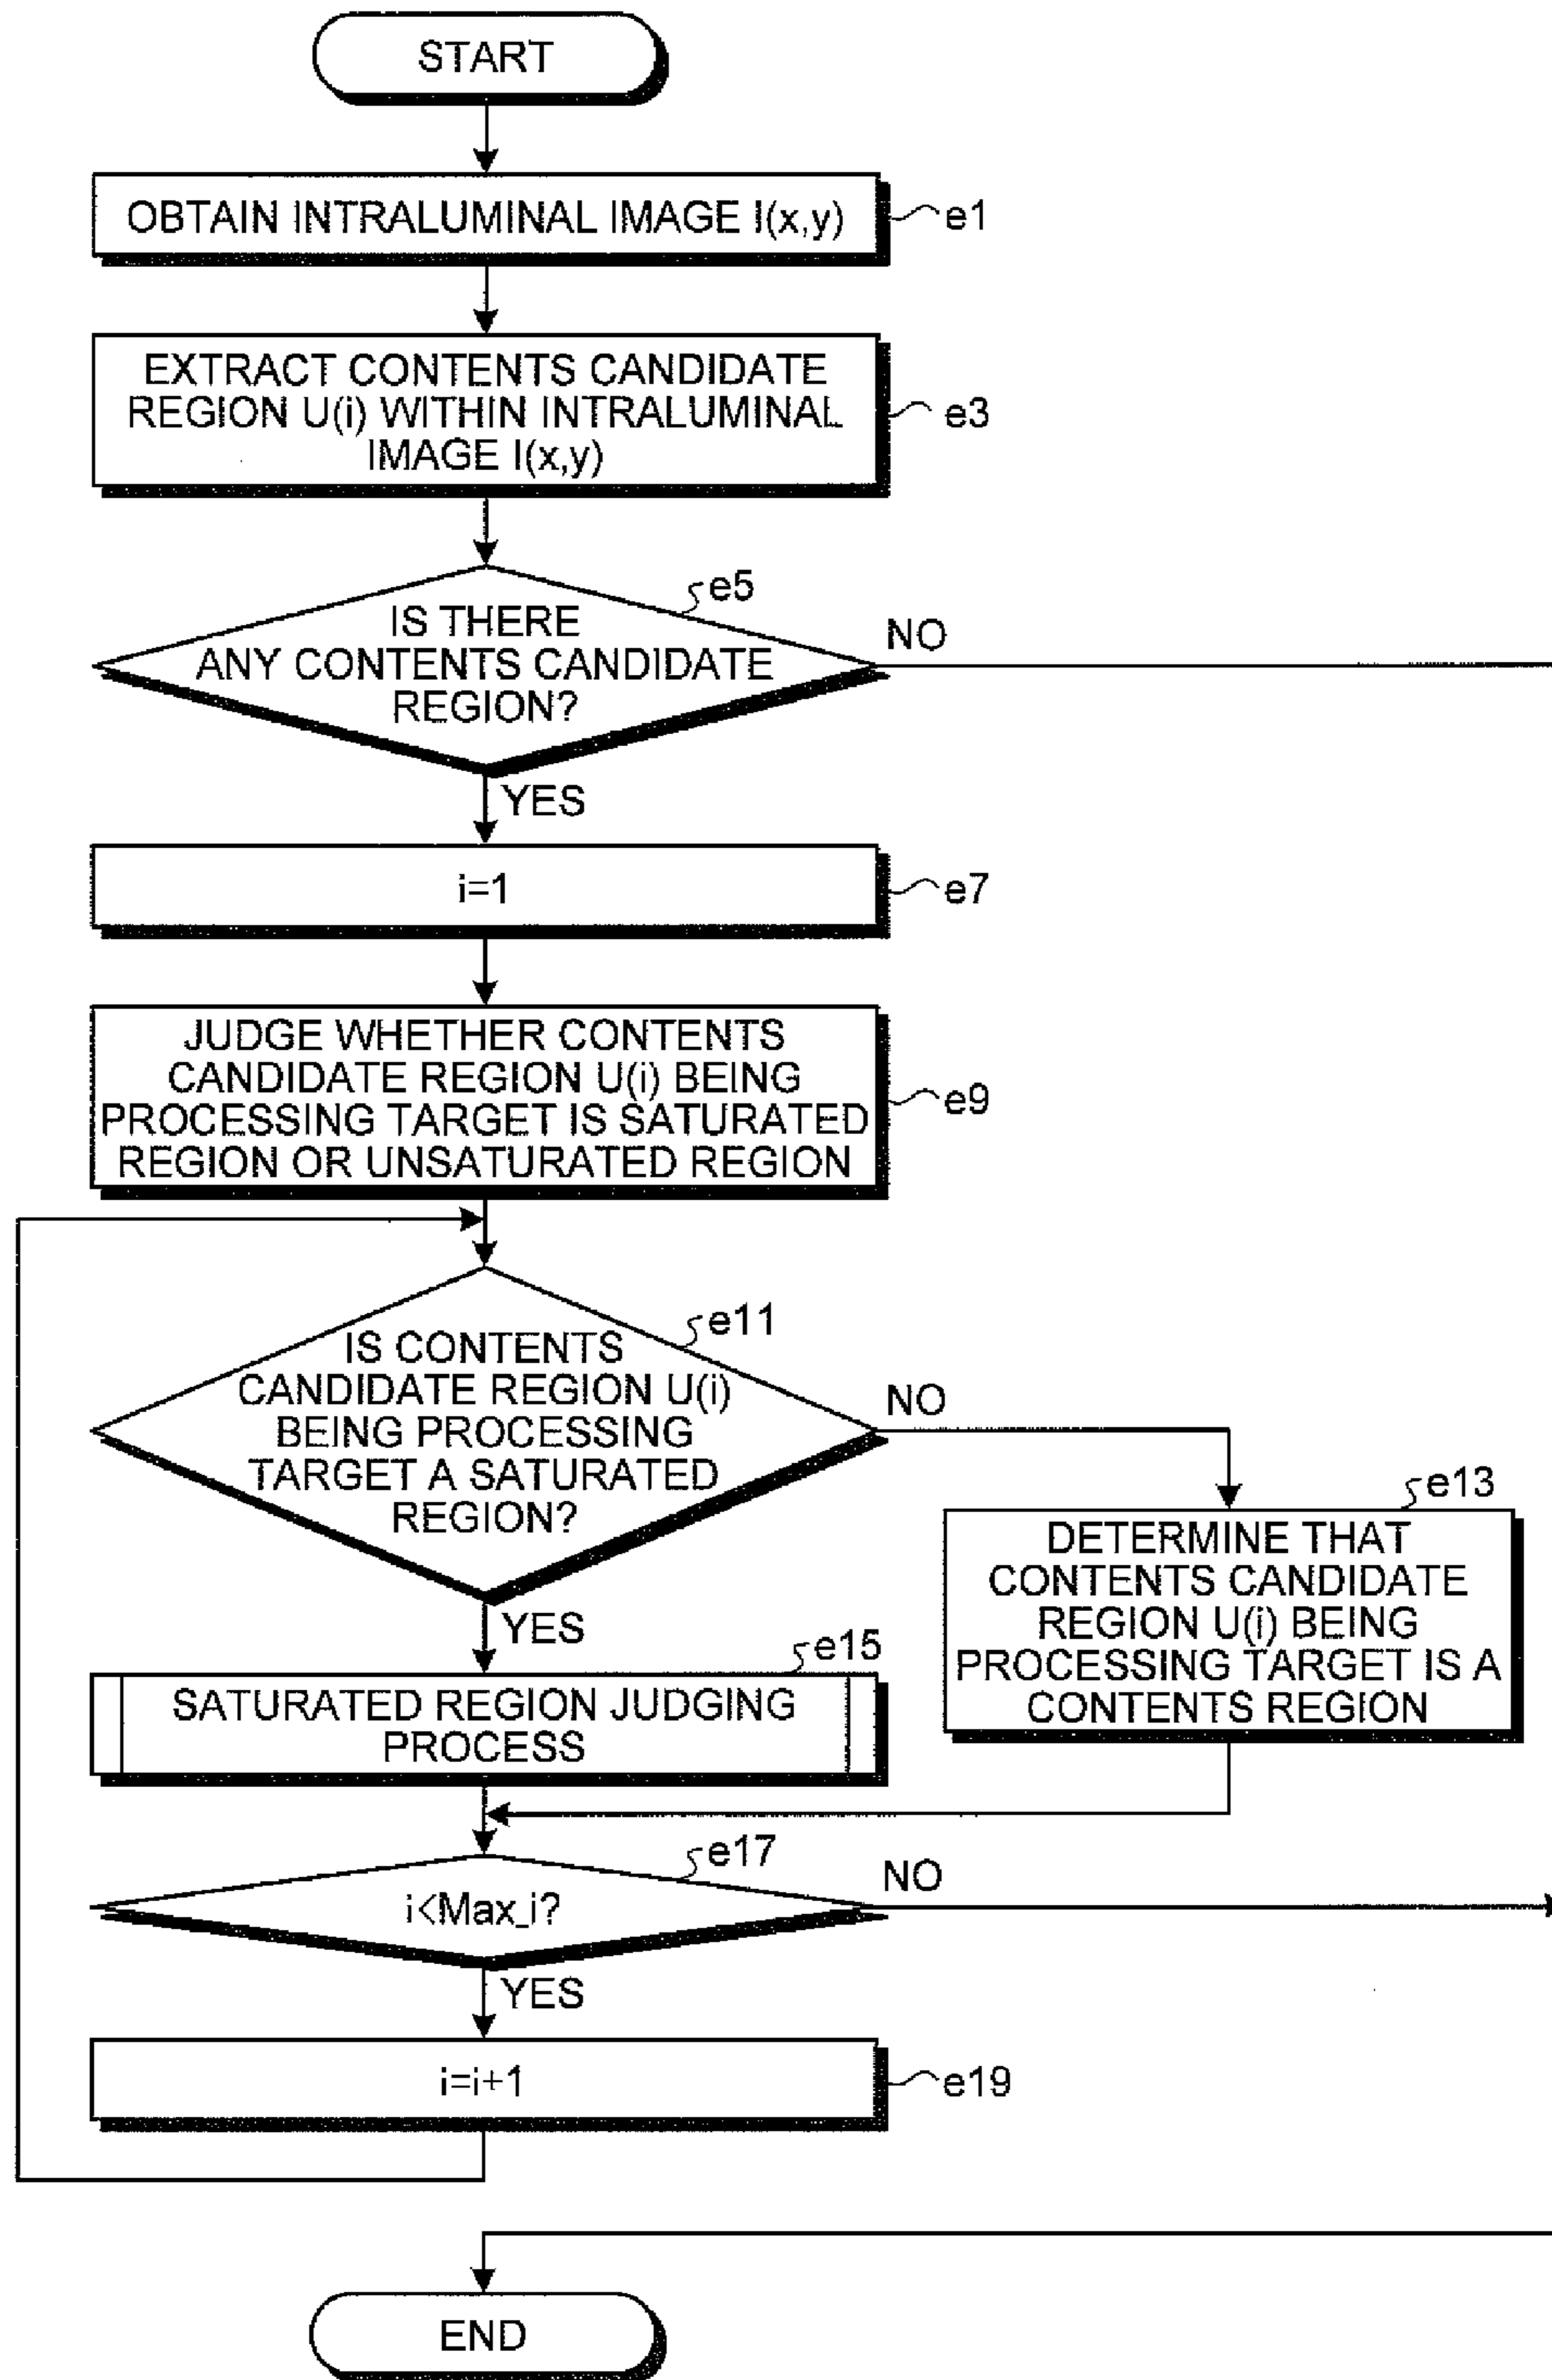 START
OBTAIN INTRALUMINAL IMAGE I(x,y)
e1
EXTRACT CONTENTS CANDIDATE
REGION U(i) WITHIN INTRALUMINAL
IMAGE I(x,y)
e3
e5
IS THERE
ANY CONTENTS CANDIDATE
REGION?
NO
YES
i=1
e7
JUDGE WHETHER CONTENTS
CANDIDATE REGION U(i) BEING
PROCESSING TARGET IS SATURATED
REGION OR UNSATURATED REGION
e9
e11
IS CONTENTS
CANDIDATE REGION U(i)
BEING PROCESSING
TARGET A SATURATED
REGION?
NO
YES
e13
DETERMINE THAT
CONTENTS CANDIDATE
REGION U(i) BEING
PROCESSING TARGET IS A
CONTENTS REGION
e15
SATURATED REGION JUDGING
PROCESS
e17
i<Max_i?
NO
YES
i=i+1
e19
END